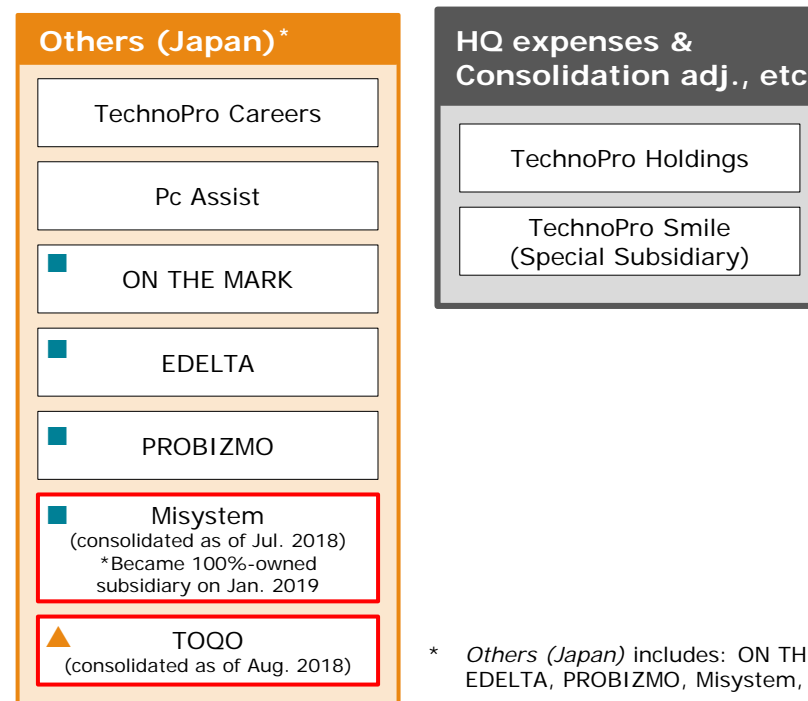 Others (Japan)*
TechnoPro Careers
Pc Assist
ON THE MARK
EDELTA
PROBIZMO
Misystem
(consolidated as of Jul. 2018)
*Became 100%-owned
subsidiary on Jan. 2019
TOQO
(consolidated as of Aug. 2018)
HQ expenses &
Consolidation adj., etc
TechnoPro Holdings
TechnoPro Smile
(Special Subsidiary)
* Others (Japan) includes: ON TH
EDELTA, PROBIZMO, Misystem,